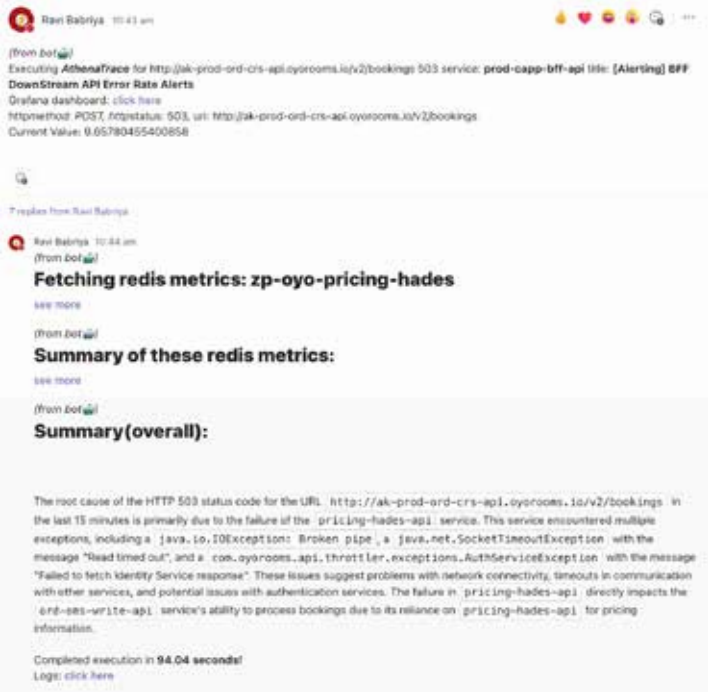 Ravi Babriya 10:43 am
(from bot)
Executing AthenaTrace for http://ak-prod-ord-crs-api.oyorooms.io/v2/bookings 503 service: prod-capp-bff-api title: [Alerting] BFF
DownStream API Error Rate Alerts
Grafana dashboard: click here
httpmethod: POST, httpstatus: 503, uri: http://ak-prod-ord-crs-api.oyorooms.io/v2/bookings
Current Value: 9.65780455400858
7 replies from Ravi Babriya
Ravi Babriya 10:44 am
(from bot)
Fetching redis metrics: zp-oyo-pricing-hades
see more
(from bot)
Summary of these redis metrics:
see more
(from bot)
Summary(overall):
The root cause of the HTTP 503 status code for the URL http://ak-prod-ord-crs-api.oyorooms.io/v2/bookings in
the last 15 minutes is primarily due to the failure of the pricing-hades-api service. This service encountered multiple
exceptions, including a java.io.IOException: Broken pipe, a java.net.SocketTimeoutException with the
message "Read timed out", and a com.oyorooms.api.throttler.exceptions.AuthServiceException with the message
"Failed to fetch Identity Service response". These issues suggest problems with network connectivity, timeouts in communication
with other services, and potential issues with authentication services. The failure in pricing-hades-api directly impacts the
ord-oms-write-api service's ability to process bookings due to its reliance on pricing-hades-api for pricing
information.
Completed execution in 94.04 seconds!
Logs: click here